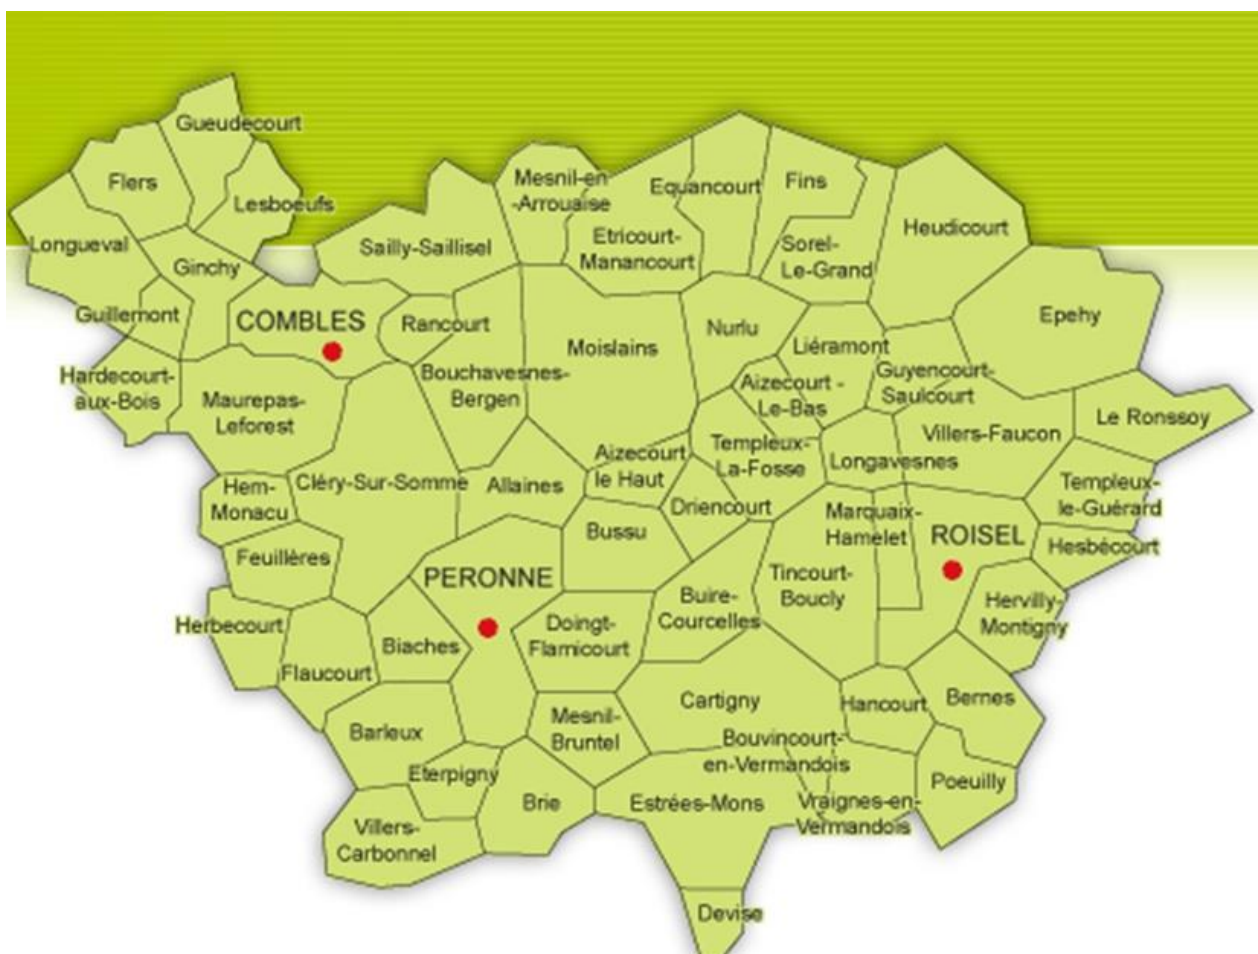 Gueudecourt
Flers
Lesboeufs
Longueval
Ginchy
Guillemont
Hardecourt-
aux-Bois
COMBLES
Sailly-Saillisel
Rancourt
Mesnil-en
-Arrouaise
Equancourt
Etricourt-
Manancourt
Fins
Sorel-
Le-Grand
Heudicourt
Epehy
Moislains
Nurlu
Liéramont
Guyencourt-
Saulcourt
Bouchavesnes-
Bergen
Maurepas-
Leforest
Aizecourt -
Le-Bas
Le Ronssoy
Villers-Faucon
Templeux-
La-Fosse
Longavesnes
Aizecourt
le Haut
Allaines
Cléry-Sur-Somme
Hem-
Monacu
Driencourt
Marquaix-
Hamelet
Templeux-
le-Guérard
ROISEL
Hesbécourt
Bussu
Feuillères
PERONNE
Tincourt-
Boucly
Buire-
Courcelles
Hervilly-
Montigny
Herbecourt
Flaucourt
Biaches
Doingt-
Flamicourt
Cartigny
Hancourt
Bernes
Barleux
Mesnil-
Bruntel
Bouvincourt-
en-Vermandois
Poeuilly
Eterpigny
Brie
Estrées-Mons
Vraignes-en-
Vermandois
Villers-
Carbonnel
Devise